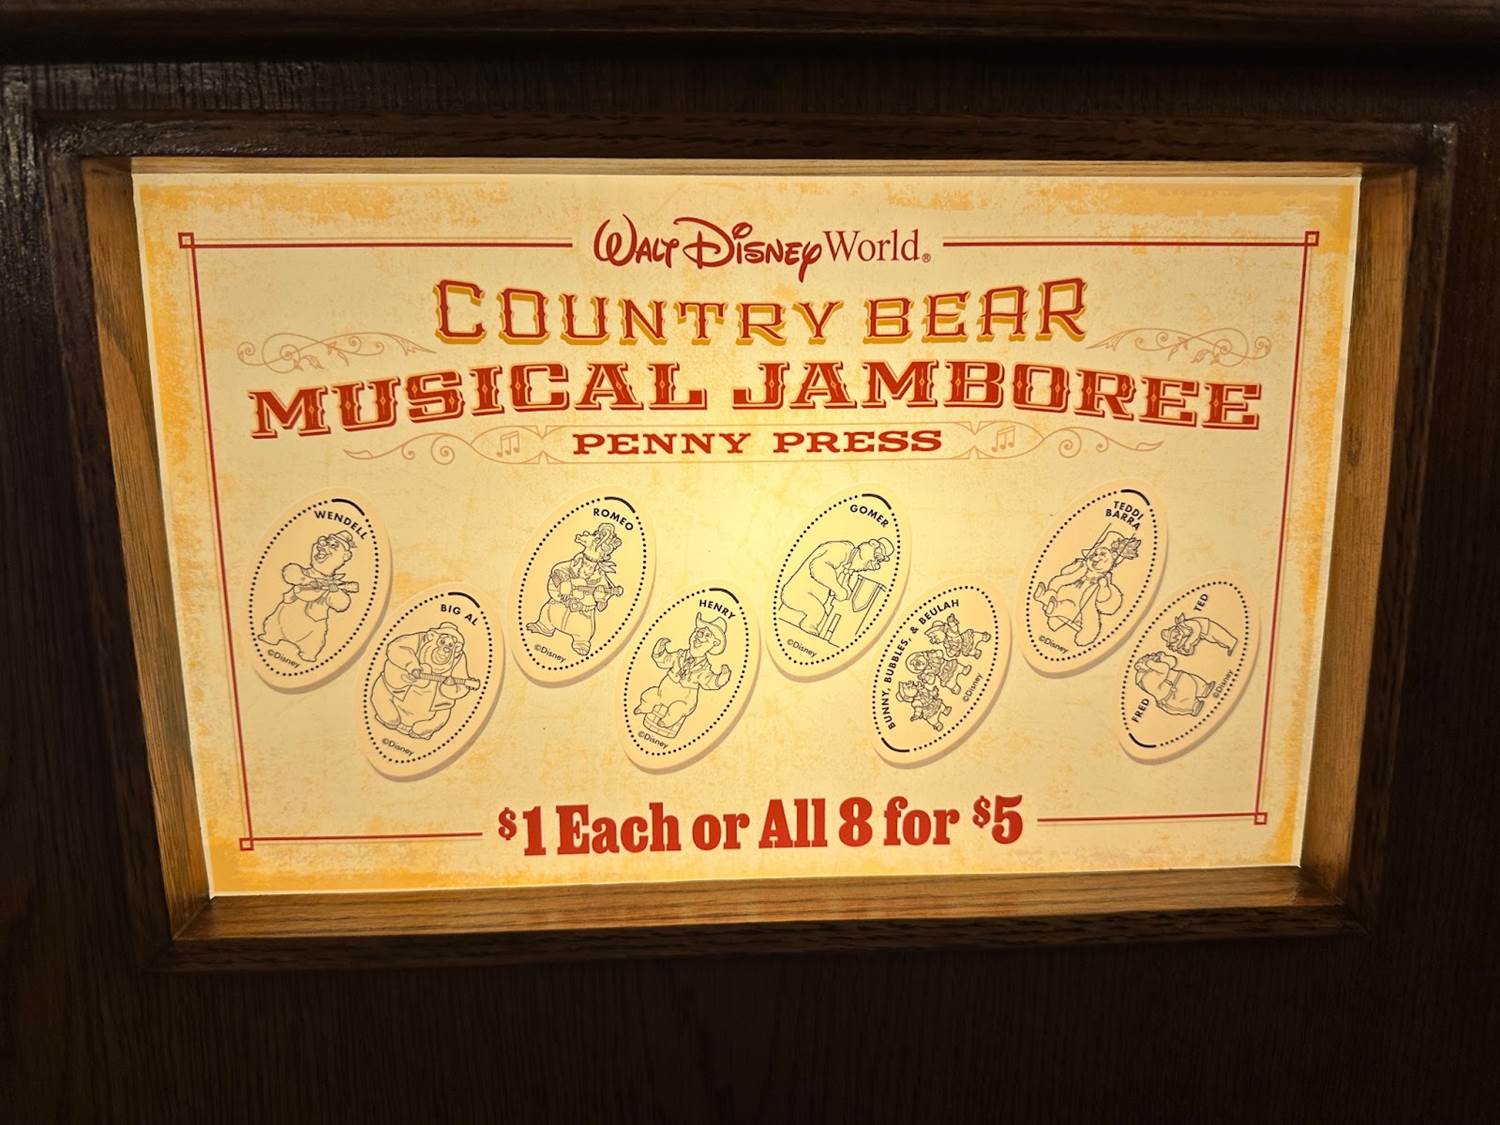 Walt Disney World®
COUNTRY BEAR
MUSICAL JAMBOREE
PENNY PRESS
WENDELL
©Disney
BIG AL
©Disney
ROMEO
©Disney
HENRY
©Disney
GOMER
©Disney
BUNNY, BUBBLES, & BEULAH
©Disney
TEDDI
BARRA
©Disney
TED
FRED
©Disney
$1 Each or All 8 for $5